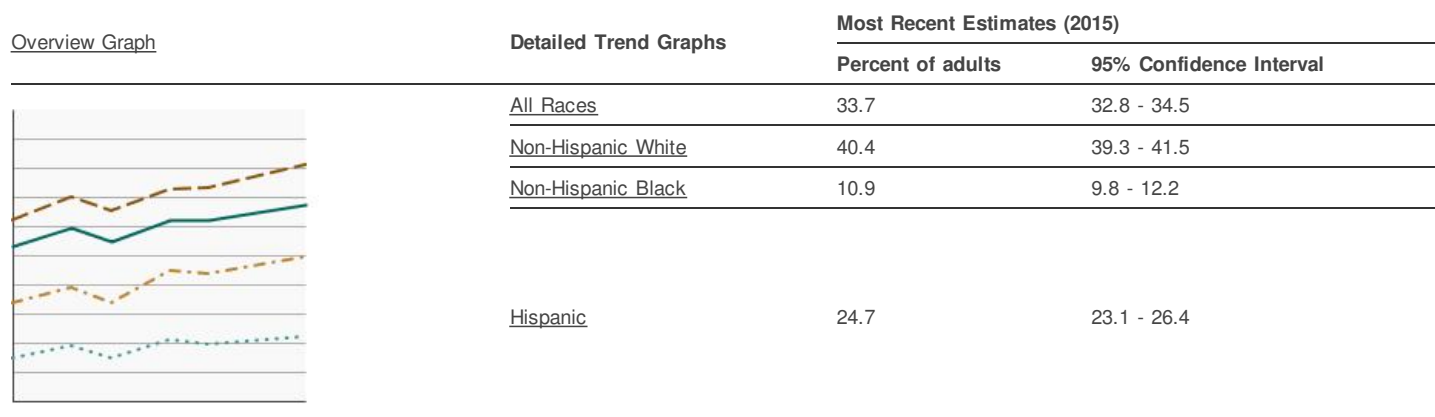 Overview Graph
Detailed Trend Graphs
Most Recent Estimates (2015)
Percent of adults
95% Confidence Interval
All Races 33.7 32.8 - 34.5
Non-Hispanic White 40.4 39.3 - 41.5
Non-Hispanic Black 10.9 9.8 - 12.2
Hispanic 24.7 23.1 - 26.4